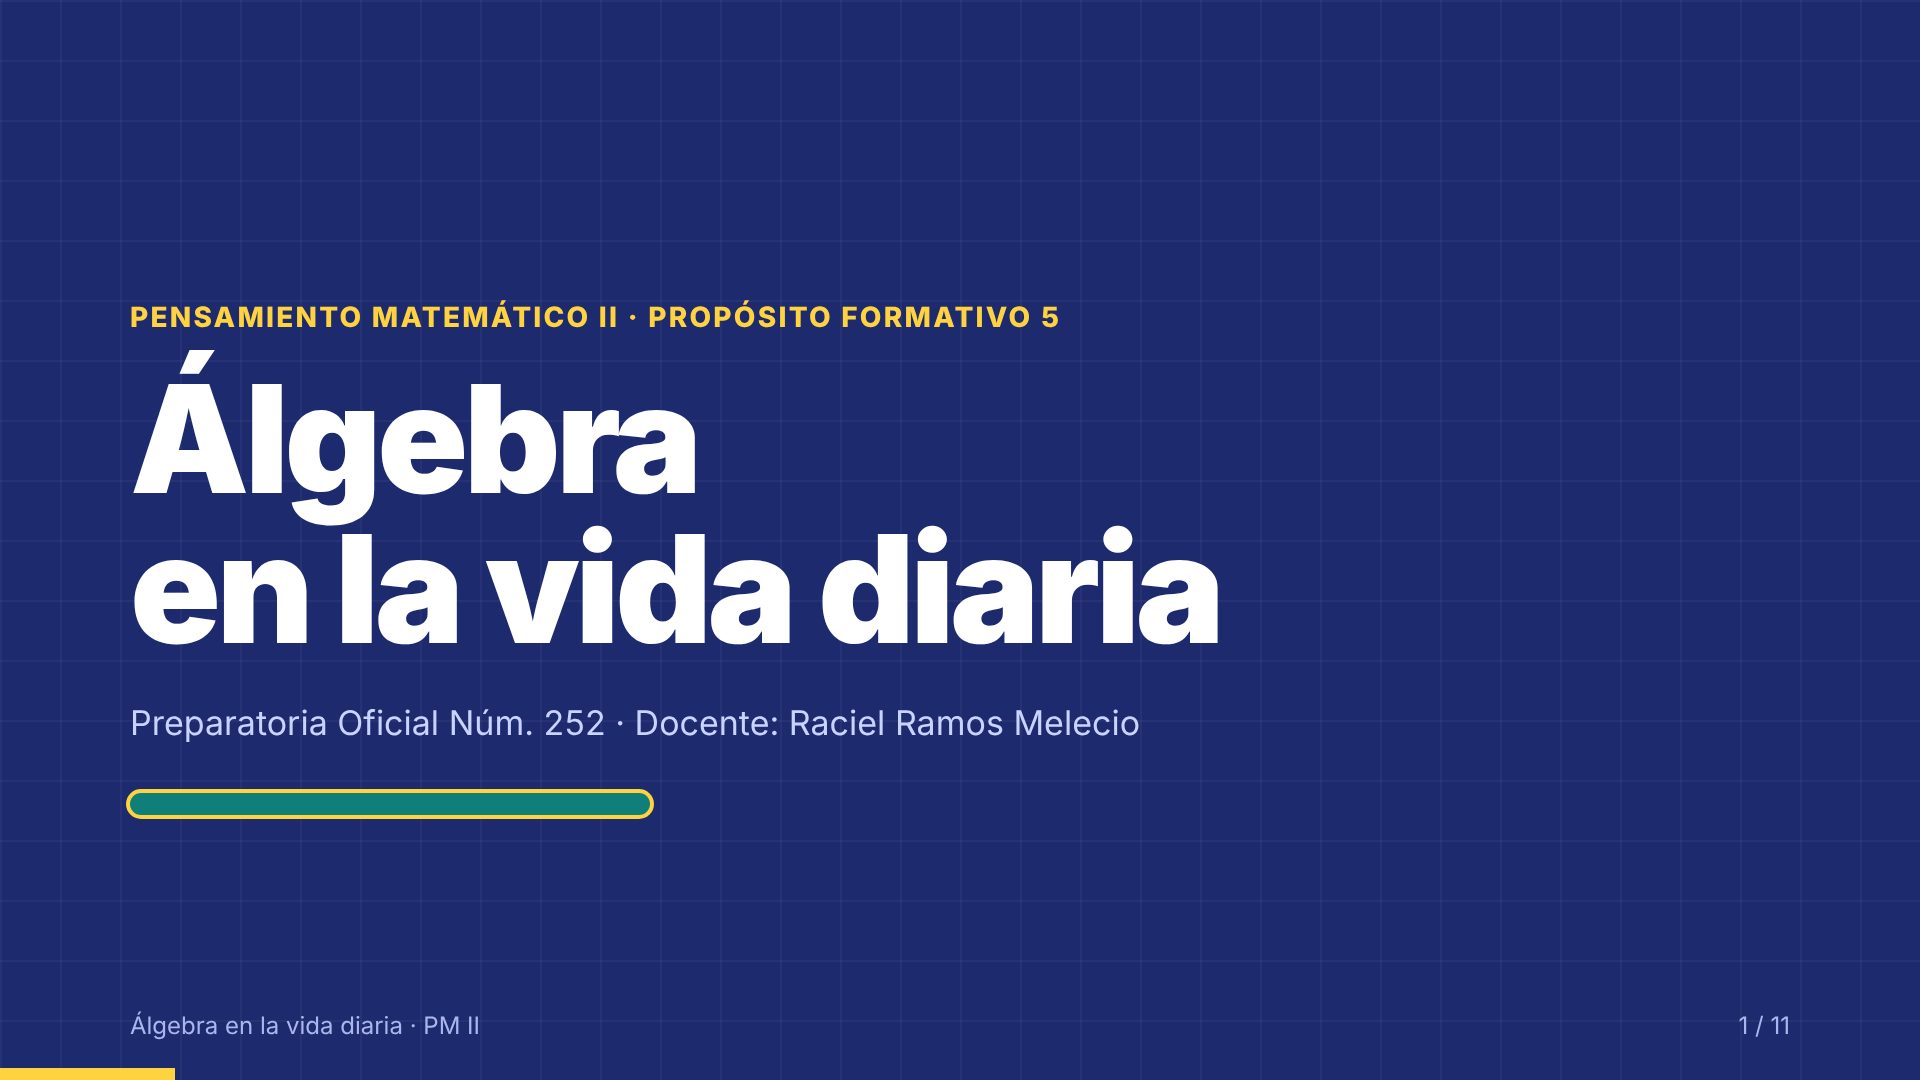 PENSAMIENTO MATEMÁTICO II · PROPÓSITO FORMATIVO 5
Álgebra
en la vida diaria
Preparatoria Oficial Núm. 252 · Docente: Raciel Ramos Melecio
Álgebra en la vida diaria · PM II
1 / 11